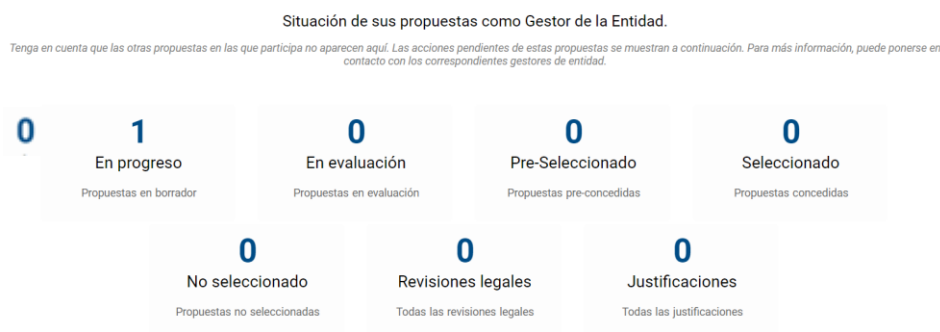 Situación de sus propuestas como Gestor de la Entidad.
Tenga en cuenta que las otras propuestas en las que participa no aparecen aquí. Las acciones pendientes de estas propuestas se muestran a continuación. Para más información, puede ponerse en
contacto con los correspondientes gestores de entidad.
0 1 0 0 0
En progreso En evaluación Pre-Seleccionado Seleccionado
Propuestas en borrador Propuestas en evaluación Propuestas pre-concedidas Propuestas concedidas
0 0 0
No seleccionado Revisiones legales Justificaciones
Propuestas no seleccionadas Todas las revisiones legales Todas las justificaciones